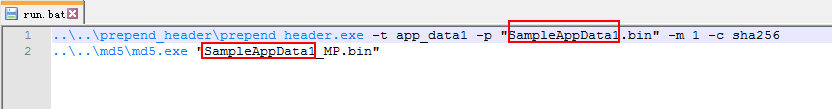 run.bat
1 ..\..\prepend_header\prepend_header.exe -t app_data1 -p "SampleAppData1.bin" -m 1 -c sha256
2 ..\..\md5\md5.exe "SampleAppData1_MP.bin"